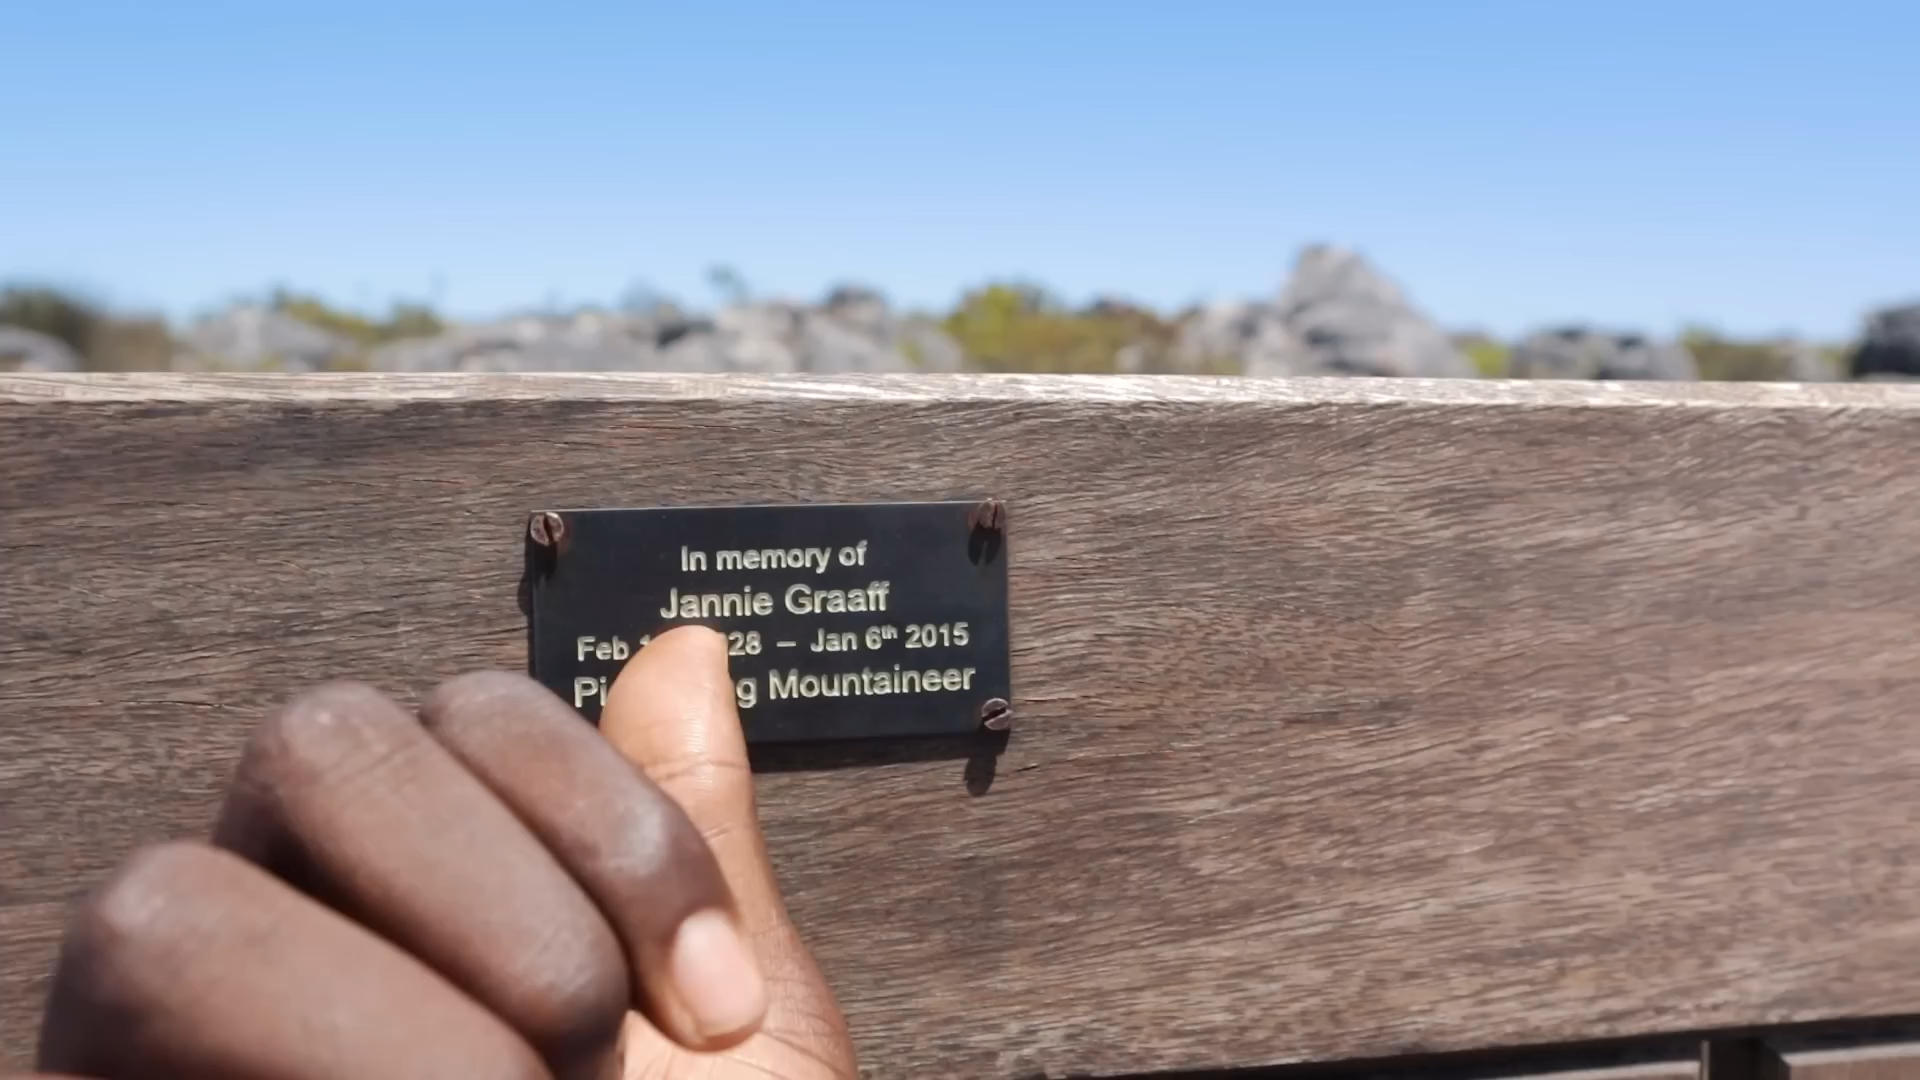 In memory of
Jannie Graaff
Feb 28 – Jan 6th 2015
Mountaineer